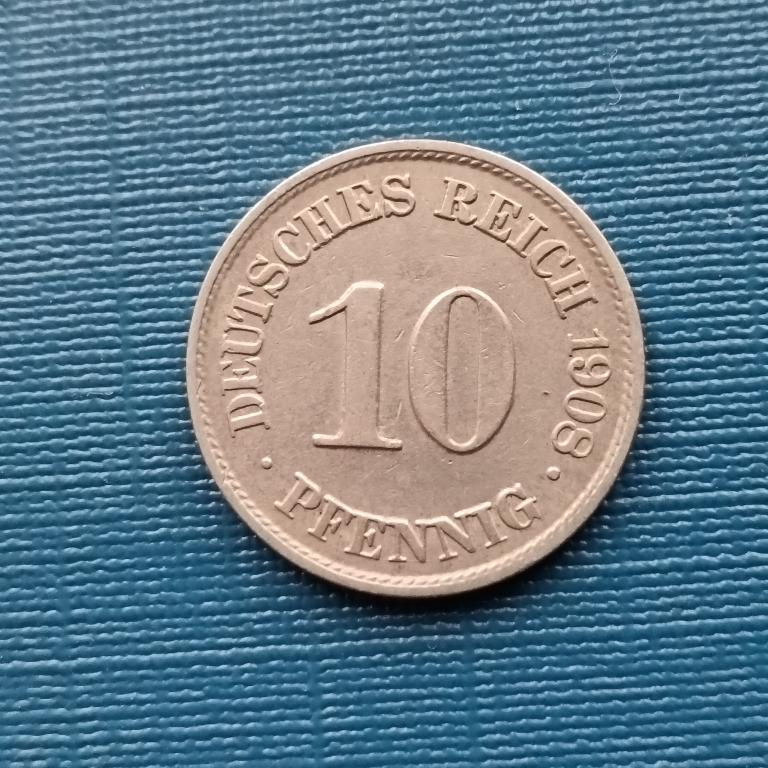 DEUTSCHES REICH 1908
10
· PFENNIG ·